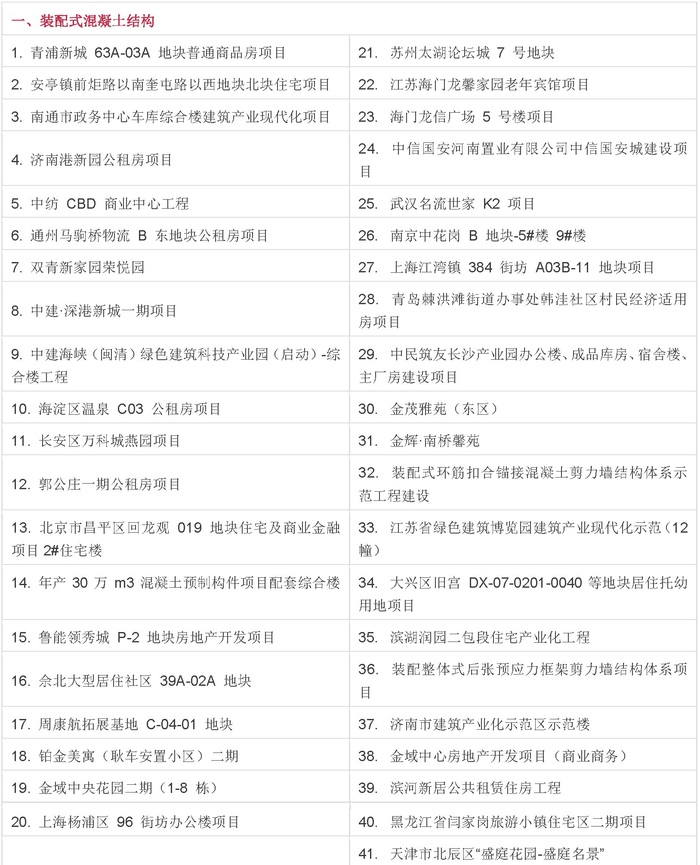 一、装配式混凝土结构
1. 青浦新城 63A-03A 地块普通商品房项目
21. 苏州太湖论坛城 7 号地块
2. 安亭镇前炬路以南奎屯路以西地块北块住宅项目
22. 江苏海门龙馨家园老年宾馆项目
3. 南通市政务中心车库综合楼建筑产业现代化项目
23. 海门龙信广场 5 号楼项目
4. 济南港新园公租房项目
24. 中信国安河南置业有限公司中信国安城建设项
目
5. 中纺 CBD 商业中心工程
25. 武汉名流世家 K2 项目
6. 通州马驹桥物流 B 东地块公租房项目
26. 南京中花岗 B 地块-5#楼 9#楼
7. 双青新家园荣悦园
27. 上海江湾镇 384 街坊 A03B-11 地块项目
8. 中建·深港新城一期项目
28. 青岛棘洪滩街道办事处韩洼社区村民经济适用
房项目
9. 中建海峡（闽清）绿色建筑科技产业园（启动）-综
合楼工程
29. 中民筑友长沙产业园办公楼、成品库房、宿舍楼、
主厂房建设项目
10. 海淀区温泉 C03 公租房项目
30. 金茂雅苑（东区）
11. 长安区万科城燕园项目
31. 金辉·南桥馨苑
12. 郭公庄一期公租房项目
32. 装配式环筋扣合锚接混凝土剪力墙结构体系示
范工程建设
13. 北京市昌平区回龙观 019 地块住宅及商业金融
项目 2#住宅楼
33. 江苏省绿色建筑博览园建筑产业现代化示范（12
幢）
14. 年产 30 万 m3 混凝土预制构件项目配套综合楼
34. 大兴区旧宫 DX-07-0201-0040 等地块居住托幼
用地项目
15. 鲁能领秀城 P-2 地块房地产开发项目
35. 滨湖润园二包段住宅产业化工程
16. 佘北大型居住社区 39A-02A 地块
36. 装配整体式后张预应力框架剪力墙结构体系项
目
17. 周康航拓展基地 C-04-01 地块
37. 济南市建筑产业化示范区示范楼
18. 铂金美寓（耿车安置小区）二期
38. 金域中心房地产开发项目（商业商务）
19. 金域中央花园二期（1-8 栋）
39. 滨河新居公共租赁住房工程
20. 上海杨浦区 96 街坊办公楼项目
40. 黑龙江省闫家岗旅游小镇住宅区二期项目
41. 天津市北辰区“盛庭花园-盛庭名景”